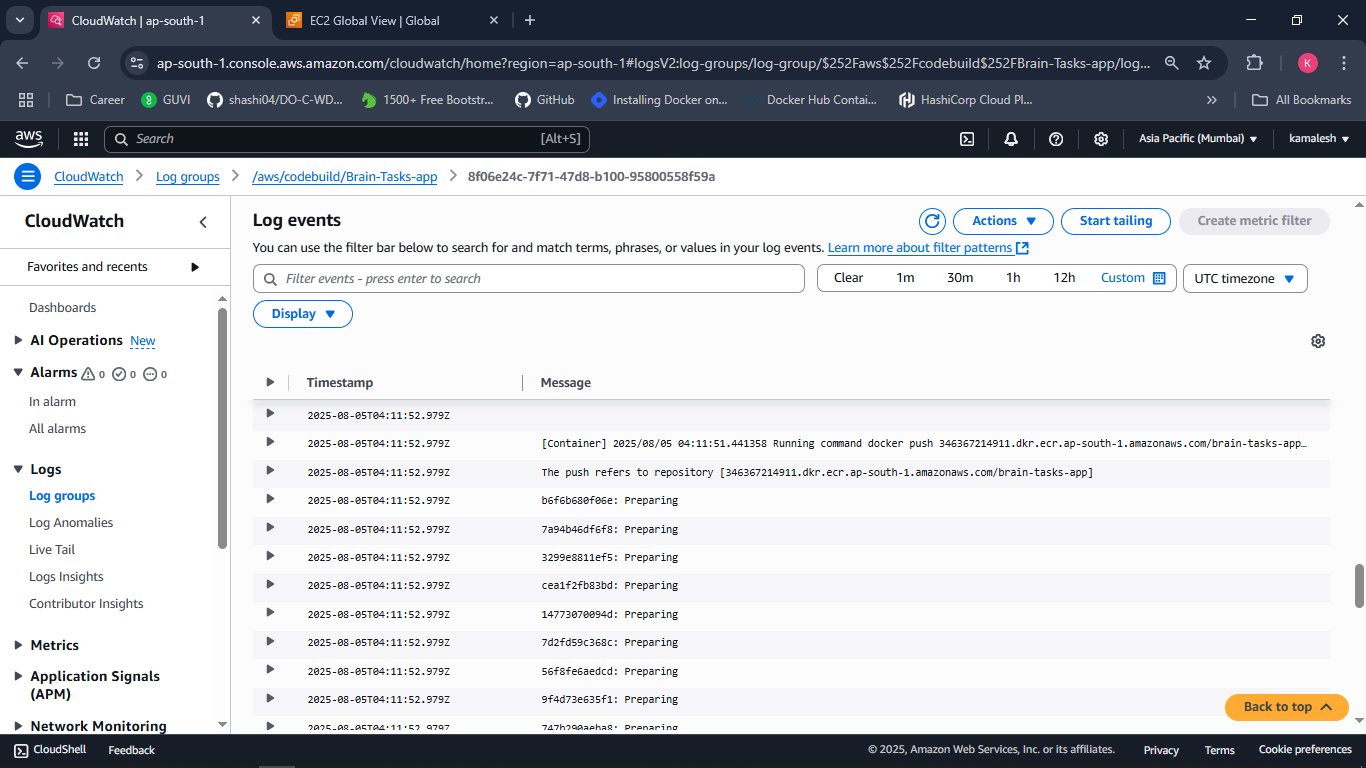 CloudWatch | ap-south-1
EC2 Global View | Global
ap-south-1.console.aws.amazon.com/cloudwatch/home?region=ap-south-1#logsV2:log-groups/log-group/$252Faws$252Fcodebuild$252FBrain-Tasks-app/log...
K
Career
GUVI
shashi04/DO-C-WD...
1500+ Free Bootstr...
GitHub
Installing Docker on...
Docker Hub Contai...
HashiCorp Cloud Pl...
All Bookmarks
aws
Search
[Alt+S]
Asia Pacific (Mumbai)
kamalesh
CloudWatch
Log groups
/aws/codebuild/Brain-Tasks-app
8f06e24c-7f71-47d8-b100-95800558f59a
CloudWatch
Favorites and recents
Dashboards
AI Operations New
Alarms 0 0 0
In alarm
All alarms
Logs
Log groups
Log Anomalies
Live Tail
Logs Insights
Contributor Insights
Metrics
Application Signals
(APM)
Network Monitoring
Log events
Actions
Start tailing
Create metric filter
You can use the filter bar below to search for and match terms, phrases, or values in your log events. Learn more about filter patterns
Filter events - press enter to search
Clear 1m 30m 1h 12h Custom
UTC timezone
Display
Timestamp Message
2025-08-05T04:11:52.979Z
2025-08-05T04:11:52.979Z [Container] 2025/08/05 04:11:51.441358 Running command docker push 346367214911.dkr.ecr.ap-south-1.amazonaws.com/brain-tasks-app…
2025-08-05T04:11:52.979Z The push refers to repository [346367214911.dkr.ecr.ap-south-1.amazonaws.com/brain-tasks-app]
2025-08-05T04:11:52.979Z b6f6b680f06e: Preparing
2025-08-05T04:11:52.979Z 7a94b46df6f8: Preparing
2025-08-05T04:11:52.979Z 3299e8811ef5: Preparing
2025-08-05T04:11:52.979Z cea1f2fb83bd: Preparing
2025-08-05T04:11:52.979Z 14773070094d: Preparing
2025-08-05T04:11:52.979Z 7d2fd59c368c: Preparing
2025-08-05T04:11:52.979Z 56f8fe6aedcd: Preparing
2025-08-05T04:11:52.979Z 9f4d73e635f1: Preparing
2025-08-05T04:11:52.979Z 747b290aeba8: Preparing
Back to top
CloudShell
Feedback
© 2025, Amazon Web Services, Inc. or its affiliates.
Privacy
Terms
Cookie preferences